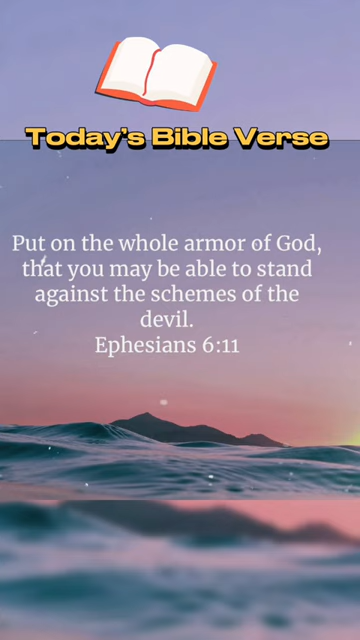 Today's Bible Verse
Put on the whole armor of God,
that you may be able to stand
against the schemes of the
devil.
Ephesians 6:11